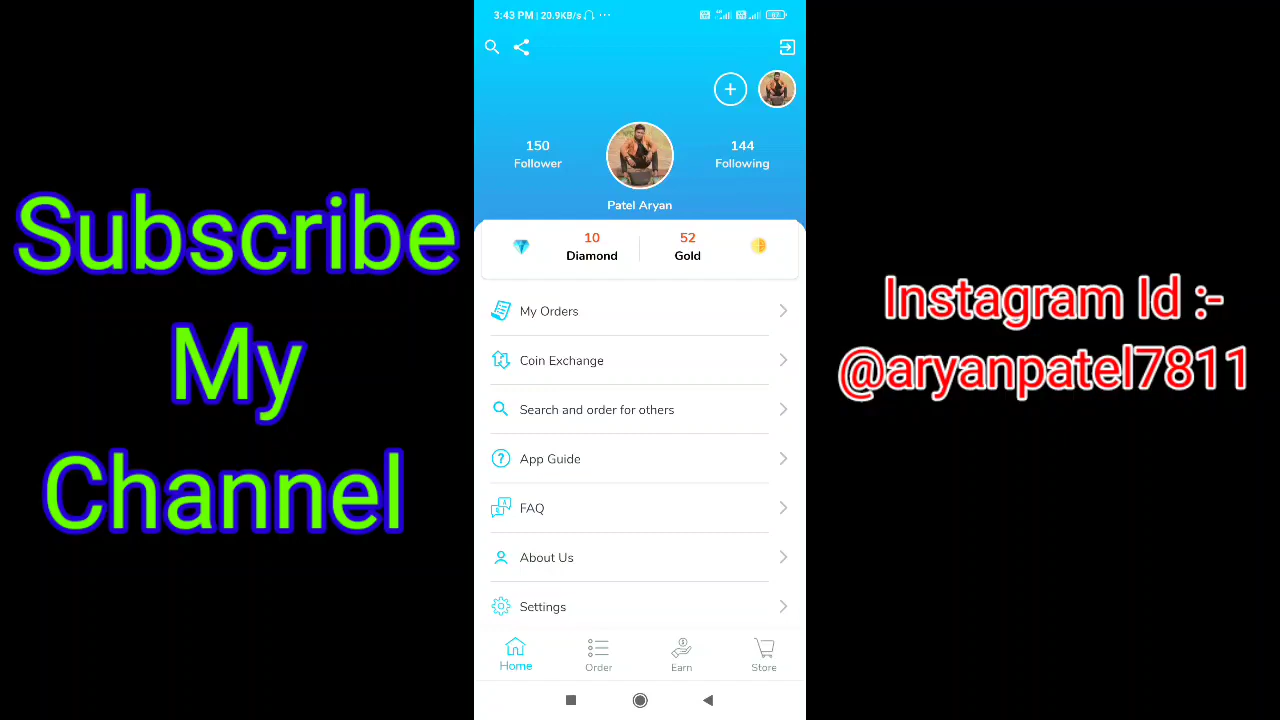 Subscribe
My
Channel
3:43 PM | 20.9KB/s ...
150
Follower
144
Following
Patel Aryan
10
Diamond
52
Gold
My Orders
Coin Exchange
Search and order for others
App Guide
FAQ
About Us
Settings
Home
Order
Earn
Store
Instagram Id :-
@aryanpatel7811